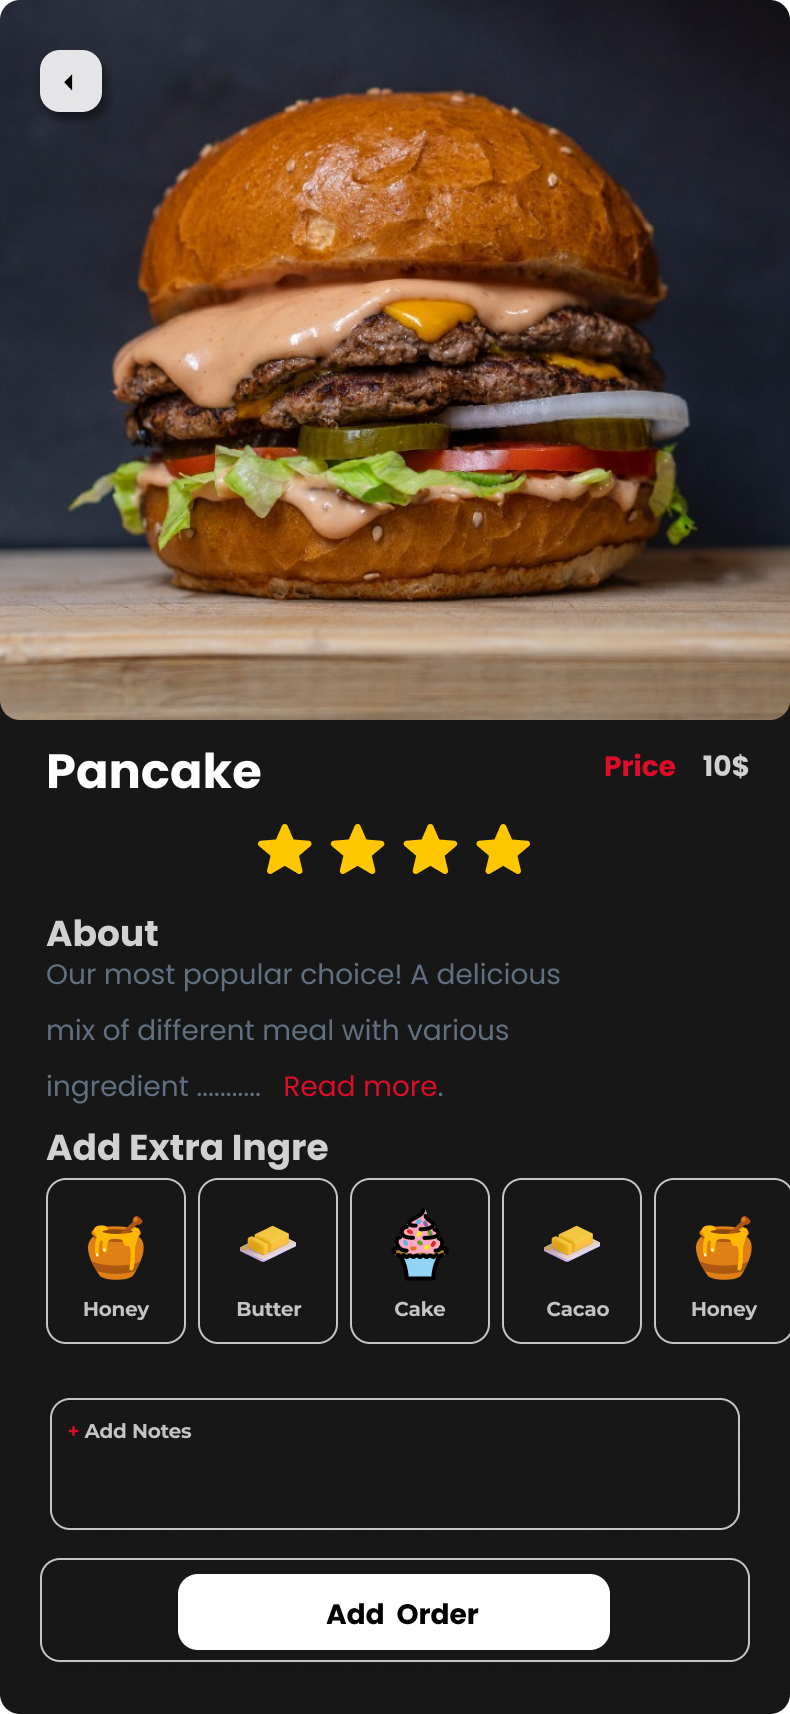 Pancake
Price 10$
About
Our most popular choice! A delicious
mix of different meal with various
ingredient ........... Read more.
Add Extra Ingre
Honey Butter Cake Cacao Honey
+ Add Notes
Add Order